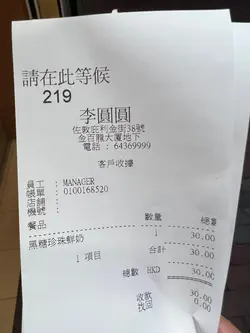 請在此等候
219
李圓圓
佐敦庇利金街38號
金百龍大廈地下
電話 : 64369999
客戶收據
員工 : MANAGER
帳單 : 0100168520
店鋪 :
機號 :
餐品 數量 總數
黑糖珍珠鮮奶 1 30.00
1 項目 合計 30.00
總數 HKD 30.00
收款 30.00
找回 0.00